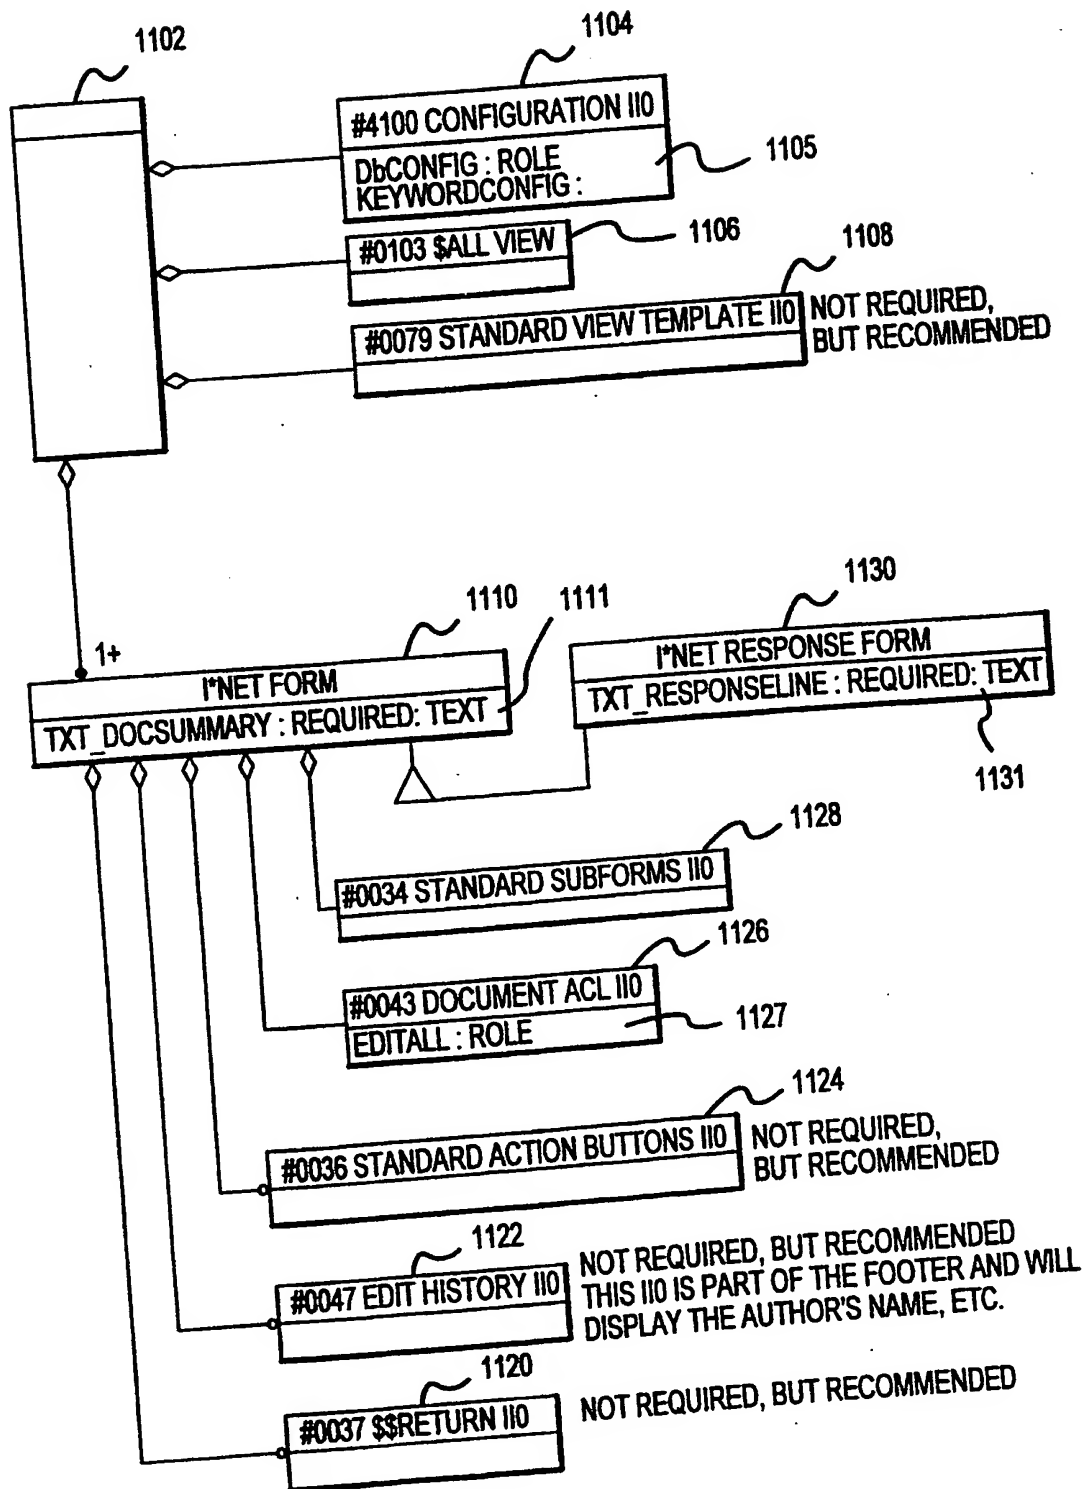 1102
1104
#4100 CONFIGURATION II0
DbCONFIG : ROLE
KEYWORDCONFIG :
1105
#0103 $ALL VIEW
1106
1108
#0079 STANDARD VIEW TEMPLATE II0
NOT REQUIRED,
BUT RECOMMENDED
1+
1110
1111
I*NET FORM
TXT_DOCSUMMARY : REQUIRED: TEXT
1130
I*NET RESPONSE FORM
TXT_RESPONSELINE : REQUIRED: TEXT
1131
1128
#0034 STANDARD SUBFORMS II0
1126
#0043 DOCUMENT ACL II0
EDITALL : ROLE
1127
1124
#0036 STANDARD ACTION BUTTONS II0
NOT REQUIRED,
BUT RECOMMENDED
1122
#0047 EDIT HISTORY II0
NOT REQUIRED, BUT RECOMMENDED
THIS II0 IS PART OF THE FOOTER AND WILL
DISPLAY THE AUTHOR'S NAME, ETC.
1120
#0037 $$RETURN II0
NOT REQUIRED, BUT RECOMMENDED